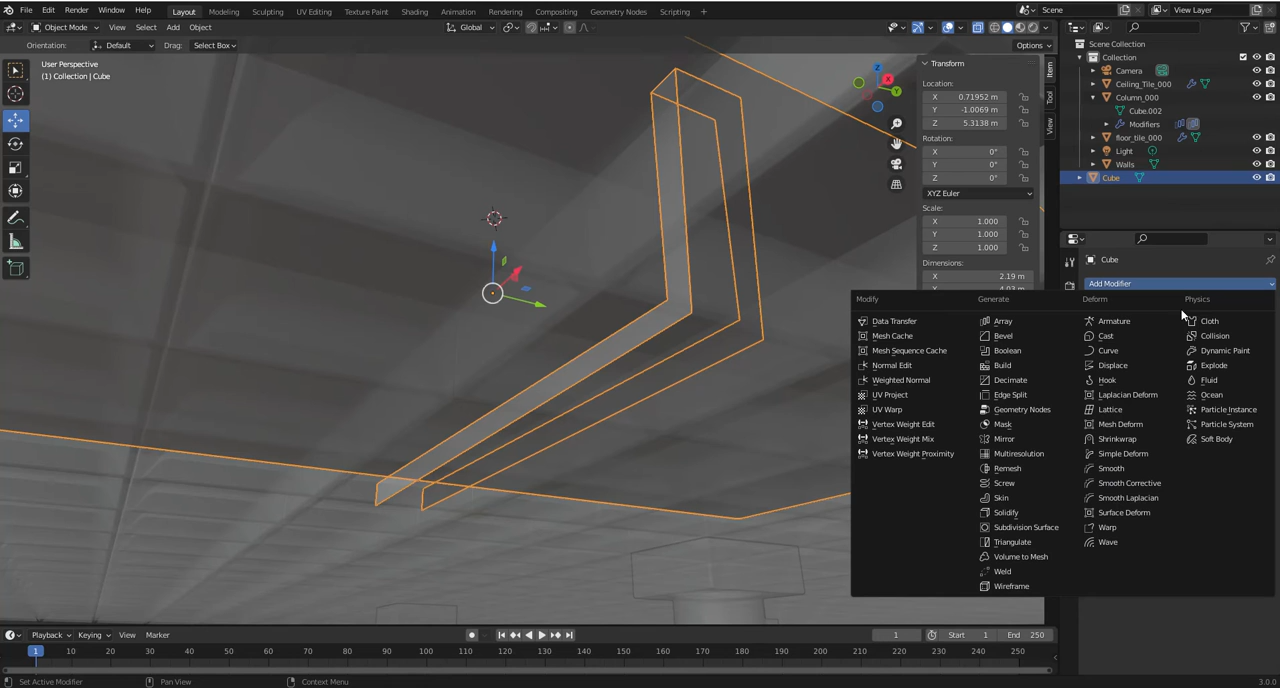 File Edit Render Window Help Layout Modeling Sculpting UV Editing Texture Paint Shading Animation Rendering Compositing Geometry Nodes Scripting + Scene View Layer
Object Mode View Select Add Object Global
Orientation: Default Drag: Select Box Options
User Perspective
(1) Collection | Cube
Transform
Location:
X 0.71952 m
Y -1.0069 m
Z 5.3138 m
Rotation:
X 0°
Y 0°
Z 0°
XYZ Euler
Scale:
X 1.000
Y 1.000
Z 1.000
Dimensions:
X 2.19 m
Item
Tool
View
Z
X
Y
Scene Collection
Collection
Camera
Ceiling_Tile_000
Column_000
Cube.002
Modifiers
floor_tile_000
Light
Walls
Cube
Cube
Add Modifier
Modify
Data Transfer
Mesh Cache
Mesh Sequence Cache
Normal Edit
Weighted Normal
UV Project
UV Warp
Vertex Weight Edit
Vertex Weight Mix
Vertex Weight Proximity
Generate
Array
Bevel
Boolean
Build
Decimate
Edge Split
Geometry Nodes
Mask
Mirror
Multiresolution
Remesh
Screw
Skin
Solidify
Subdivision Surface
Triangulate
Volume to Mesh
Weld
Wireframe
Deform
Armature
Cast
Curve
Displace
Hook
Laplacian Deform
Lattice
Mesh Deform
Shrinkwrap
Simple Deform
Smooth
Smooth Corrective
Smooth Laplacian
Surface Deform
Warp
Wave
Physics
Cloth
Collision
Dynamic Paint
Explode
Fluid
Ocean
Particle Instance
Particle System
Soft Body
Playback Keying View Marker 1 Start 1 End 250
1 10 20 30 40 50 60 70 80 90 100 110 120 130 140 150 160 170 180 190 200 210 220 230 240 250
Set Active Modifier Pan View Context Menu 3.0.0